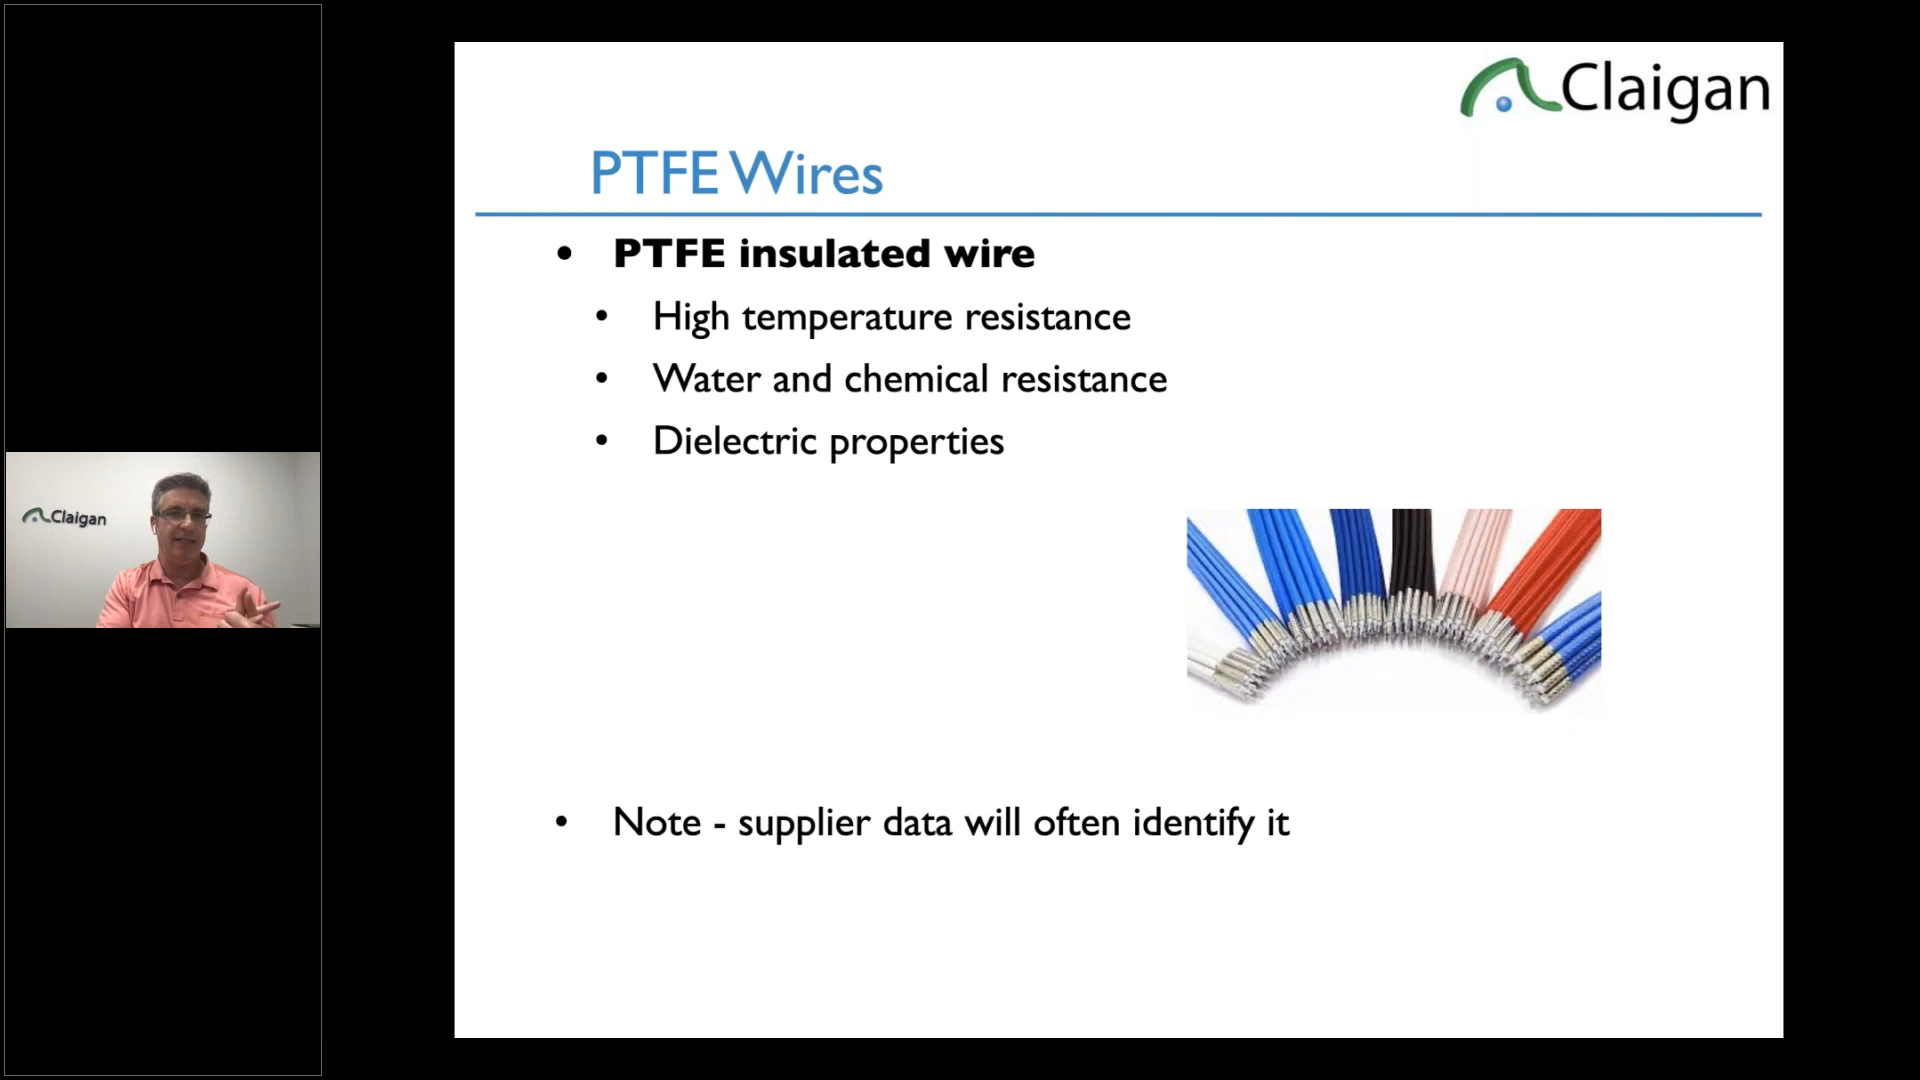 Claigan
PTFE Wires
• PTFE insulated wire
• High temperature resistance
• Water and chemical resistance
• Dielectric properties
Claigan
• Note - supplier data will often identify it